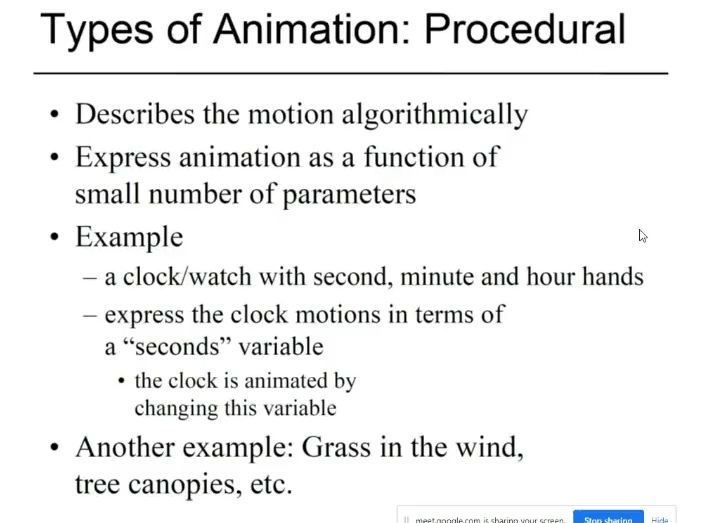 Types of Animation: Procedural
• Describes the motion algorithmically
• Express animation as a function of
small number of parameters
• Example
– a clock/watch with second, minute and hour hands
– express the clock motions in terms of
a “seconds” variable
• the clock is animated by
changing this variable
• Another example: Grass in the wind,
tree canopies, etc.
meet.google.com is sharing your screen. Stop sharing Hide